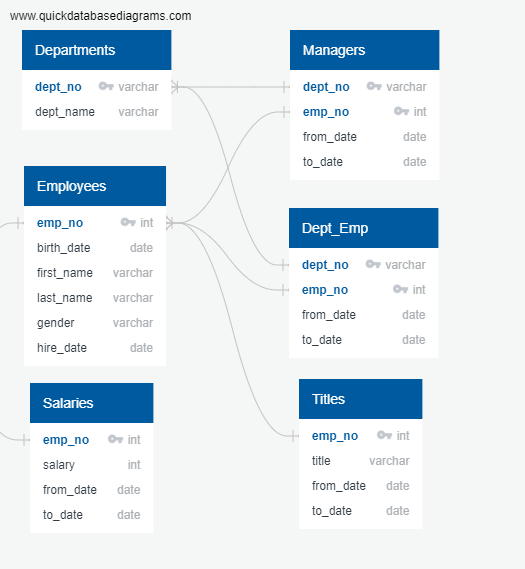 www.quickdatabasediagrams.com
Departments
dept_no varchar
dept_name varchar
Managers
dept_no varchar
emp_no int
from_date date
to_date date
Employees
emp_no int
birth_date date
first_name varchar
last_name varchar
gender varchar
hire_date date
Dept_Emp
dept_no varchar
emp_no int
from_date date
to_date date
Salaries
emp_no int
salary int
from_date date
to_date date
Titles
emp_no int
title varchar
from_date date
to_date date